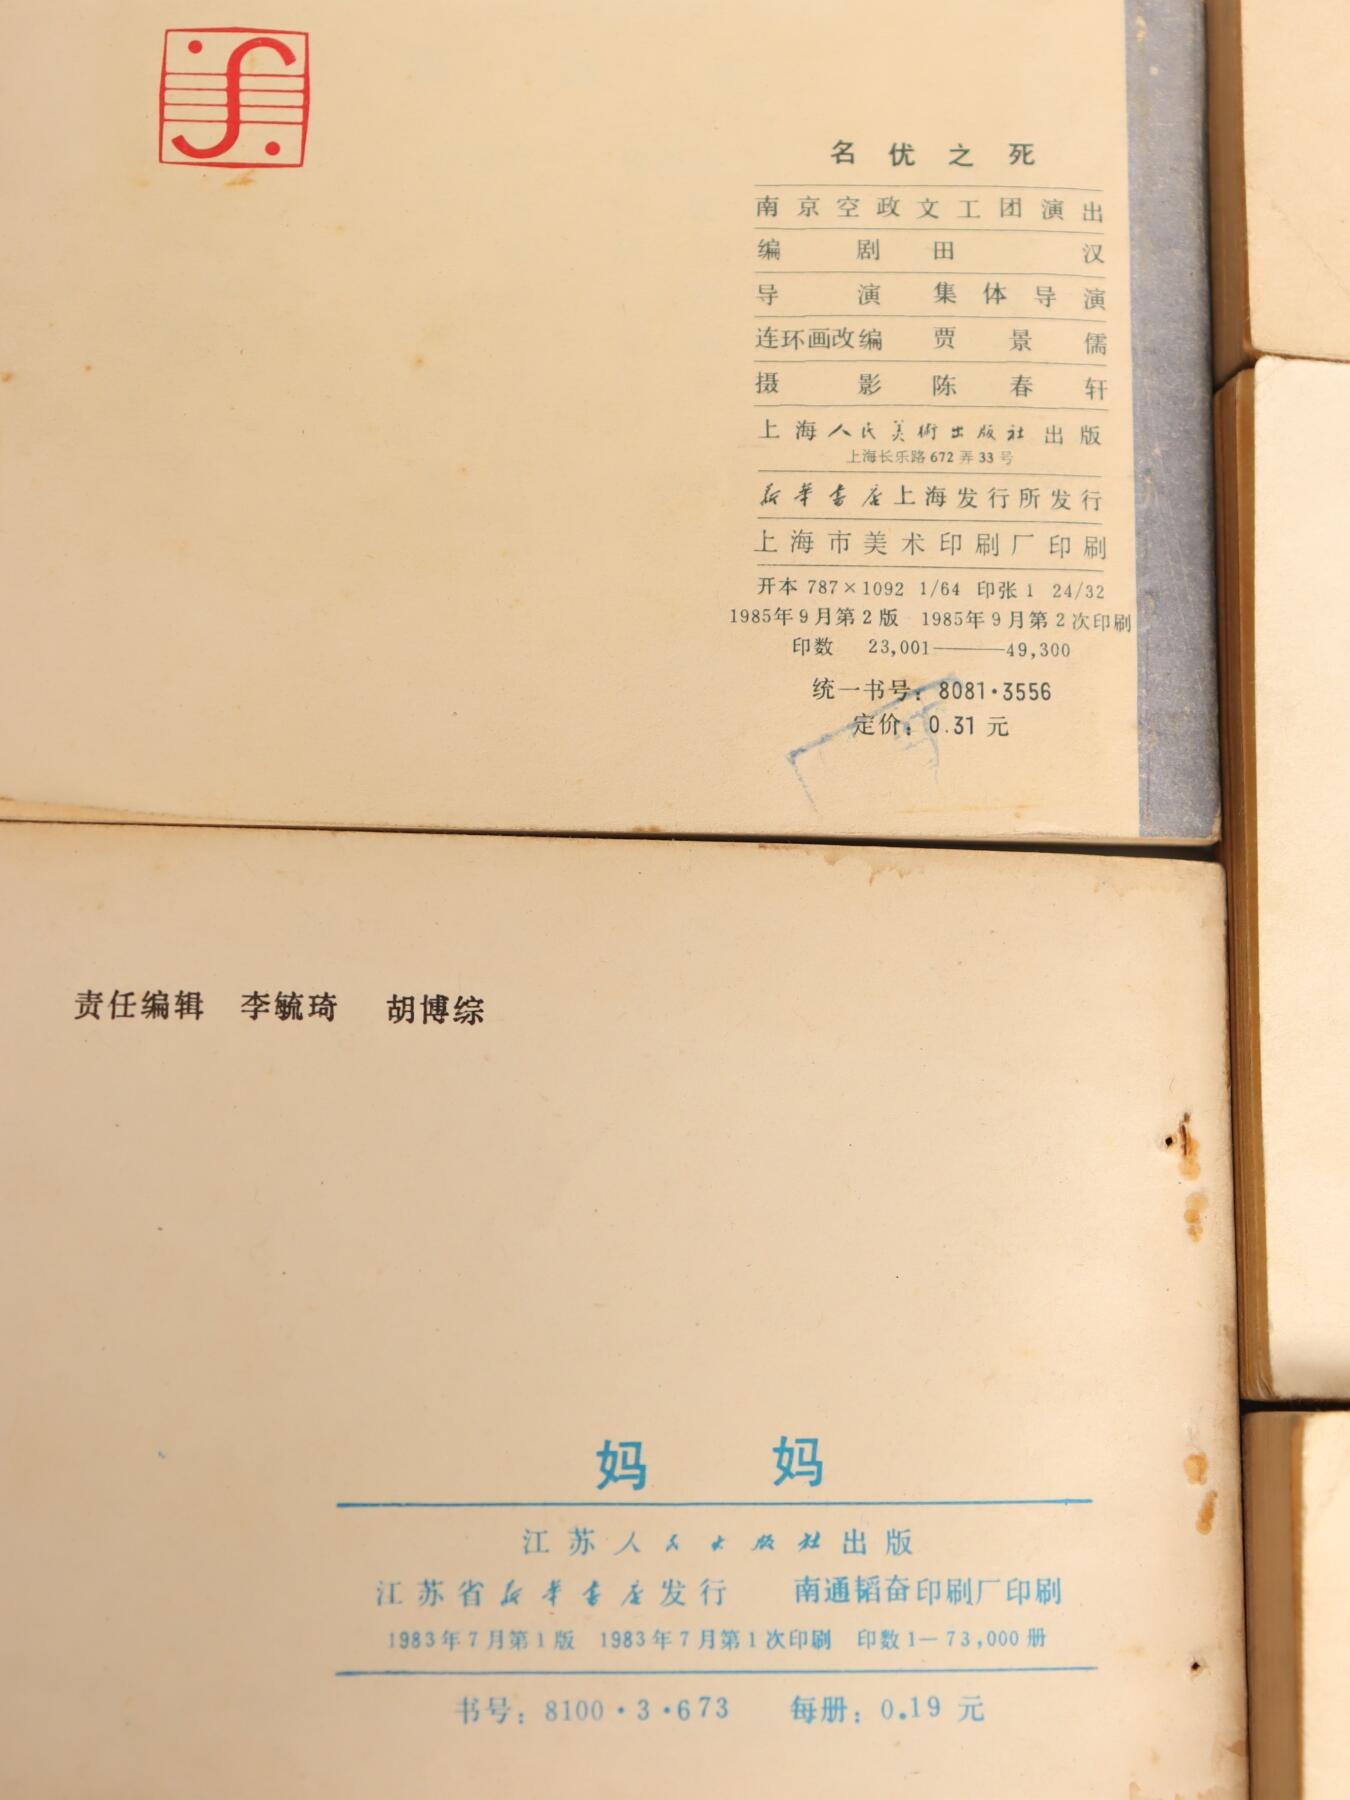 名优之死
南京空政文工团演出
编剧 田汉
导演 集体导演
连环画改编 贾景儒
摄影 陈春轩
上海人民美術出版社出版
上海长乐路672弄33号
新华书店上海发行所发行
上海市美术印刷厂印刷
开本 787×1092 1/64 印张1 24/32
1985年9月第2版 1985年9月第2次印刷
印数 23,001——49,300
统一书号：8081·3556
定价：0.31元
责任编辑 李毓琦 胡博综
妈妈
江苏人民出版社出版
江苏省新华书店发行 南通韬奋印刷厂印刷
1983年7月第1版 1983年7月第1次印刷 印数1—73,000册
书号：8100·3·673 每册：0.19元